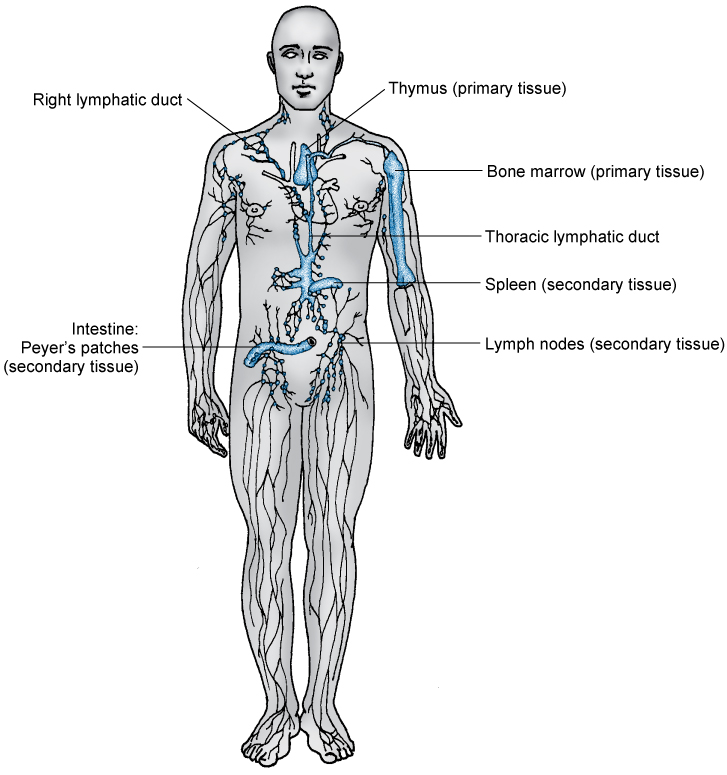 Thymus (primary tissue)
Right lymphatic duct
Bone marrow (primary tissue)
Thoracic lymphatic duct
Spleen (secondary tissue)
Intestine:
Peyer's patches
(secondary tissue)
Lymph nodes (secondary tissue)